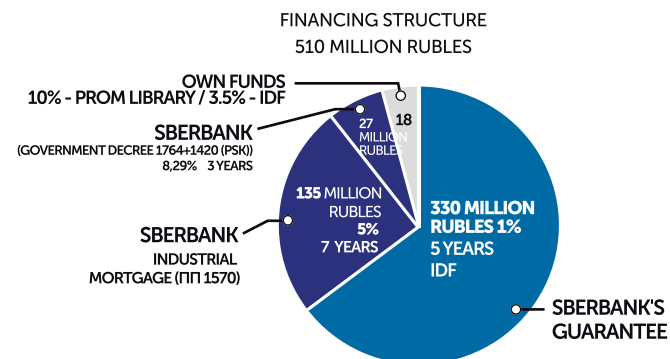 FINANCING STRUCTURE
510 MILLION RUBLES
OWN FUNDS
10% - PROM LIBRARY / 3.5% - IDF
SBERBANK
(GOVERNMENT DECREE 1764+1420 (PSK))
8,29% 3 YEARS
27
MILLION
RUBLES
18
135 MILLION
RUBLES
5%
7 YEARS
330 MILLION
RUBLES 1%
5 YEARS
IDF
SBERBANK
INDUSTRIAL
MORTGAGE (ПП 1570)
SBERBANK'S
GUARANTEE